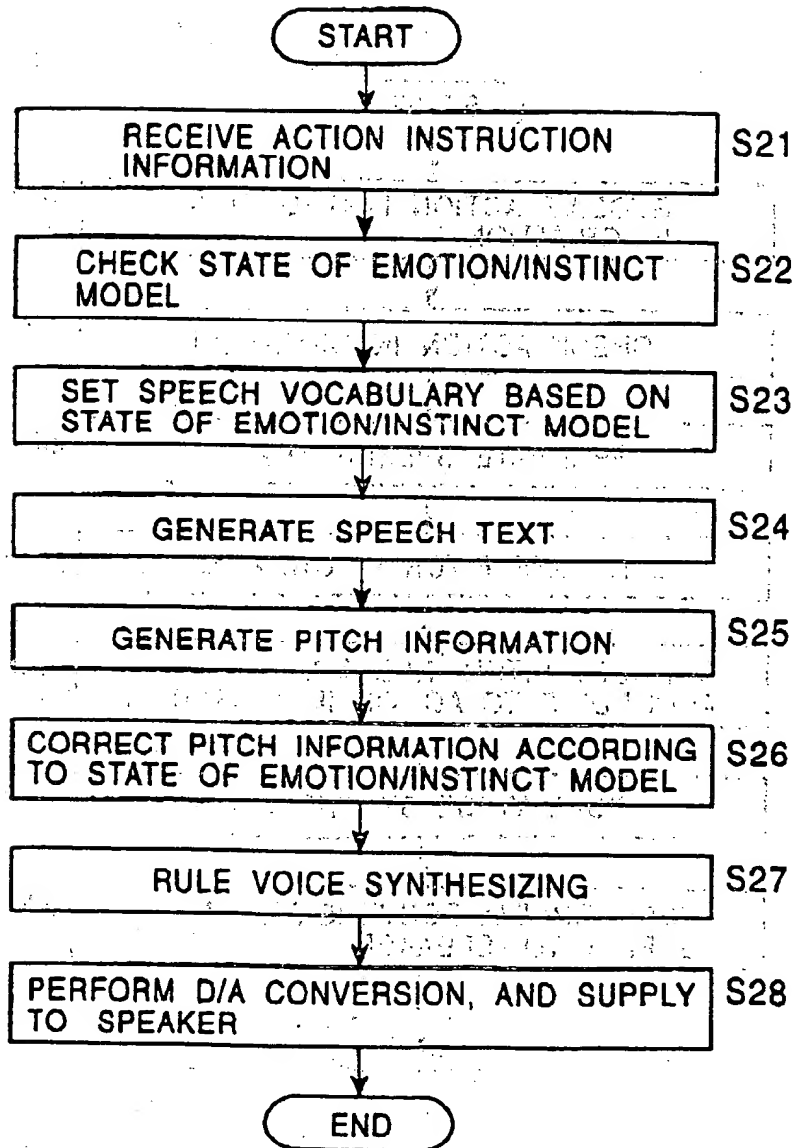 START
RECEIVE ACTION INSTRUCTION
INFORMATION
S21
CHECK STATE OF EMOTION/INSTINCT
MODEL
S22
SET SPEECH VOCABULARY BASED ON
STATE OF EMOTION/INSTINCT MODEL
S23
GENERATE SPEECH TEXT
S24
GENERATE PITCH INFORMATION
S25
CORRECT PITCH INFORMATION ACCORDING
TO STATE OF EMOTION/INSTINCT MODEL
S26
RULE VOICE SYNTHESIZING
S27
PERFORM D/A CONVERSION, AND SUPPLY
TO SPEAKER
S28
END